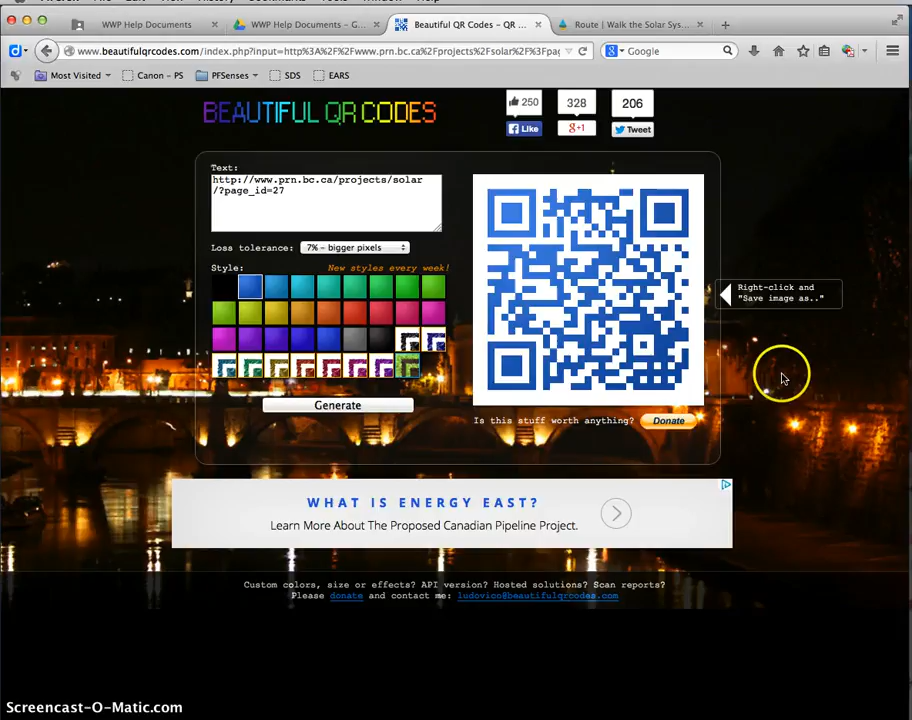 WWP Help Documents
WWP Help Documents – G...
Beautiful QR Codes – QR ...
Route | Walk the Solar Sys...
www.beautifulqrcodes.com/index.php?input=http%3A%2F%2Fwww.prn.bc.ca%2Fprojects%2Fsolar%2F%3Fpag
Google
Most Visited
Canon – PS
PFSenses
SDS
EARS
BEAUTIFUL QR CODES
250
328
206
Like
+1
Tweet
Text:
http://www.prn.bc.ca/projects/solar
/?page_id=27
Loss tolerance:
7% – bigger pixels
Style:
New styles every week!
Right-click and
"Save image as.."
Generate
Is this stuff worth anything?
Donate
WHAT IS ENERGY EAST?
Learn More About The Proposed Canadian Pipeline Project.
Custom colors, size or effects? API version? Hosted solutions? Scan reports?
Please donate and contact me: ludovico@beautifulqrcodes.com
Screencast-O-Matic.com